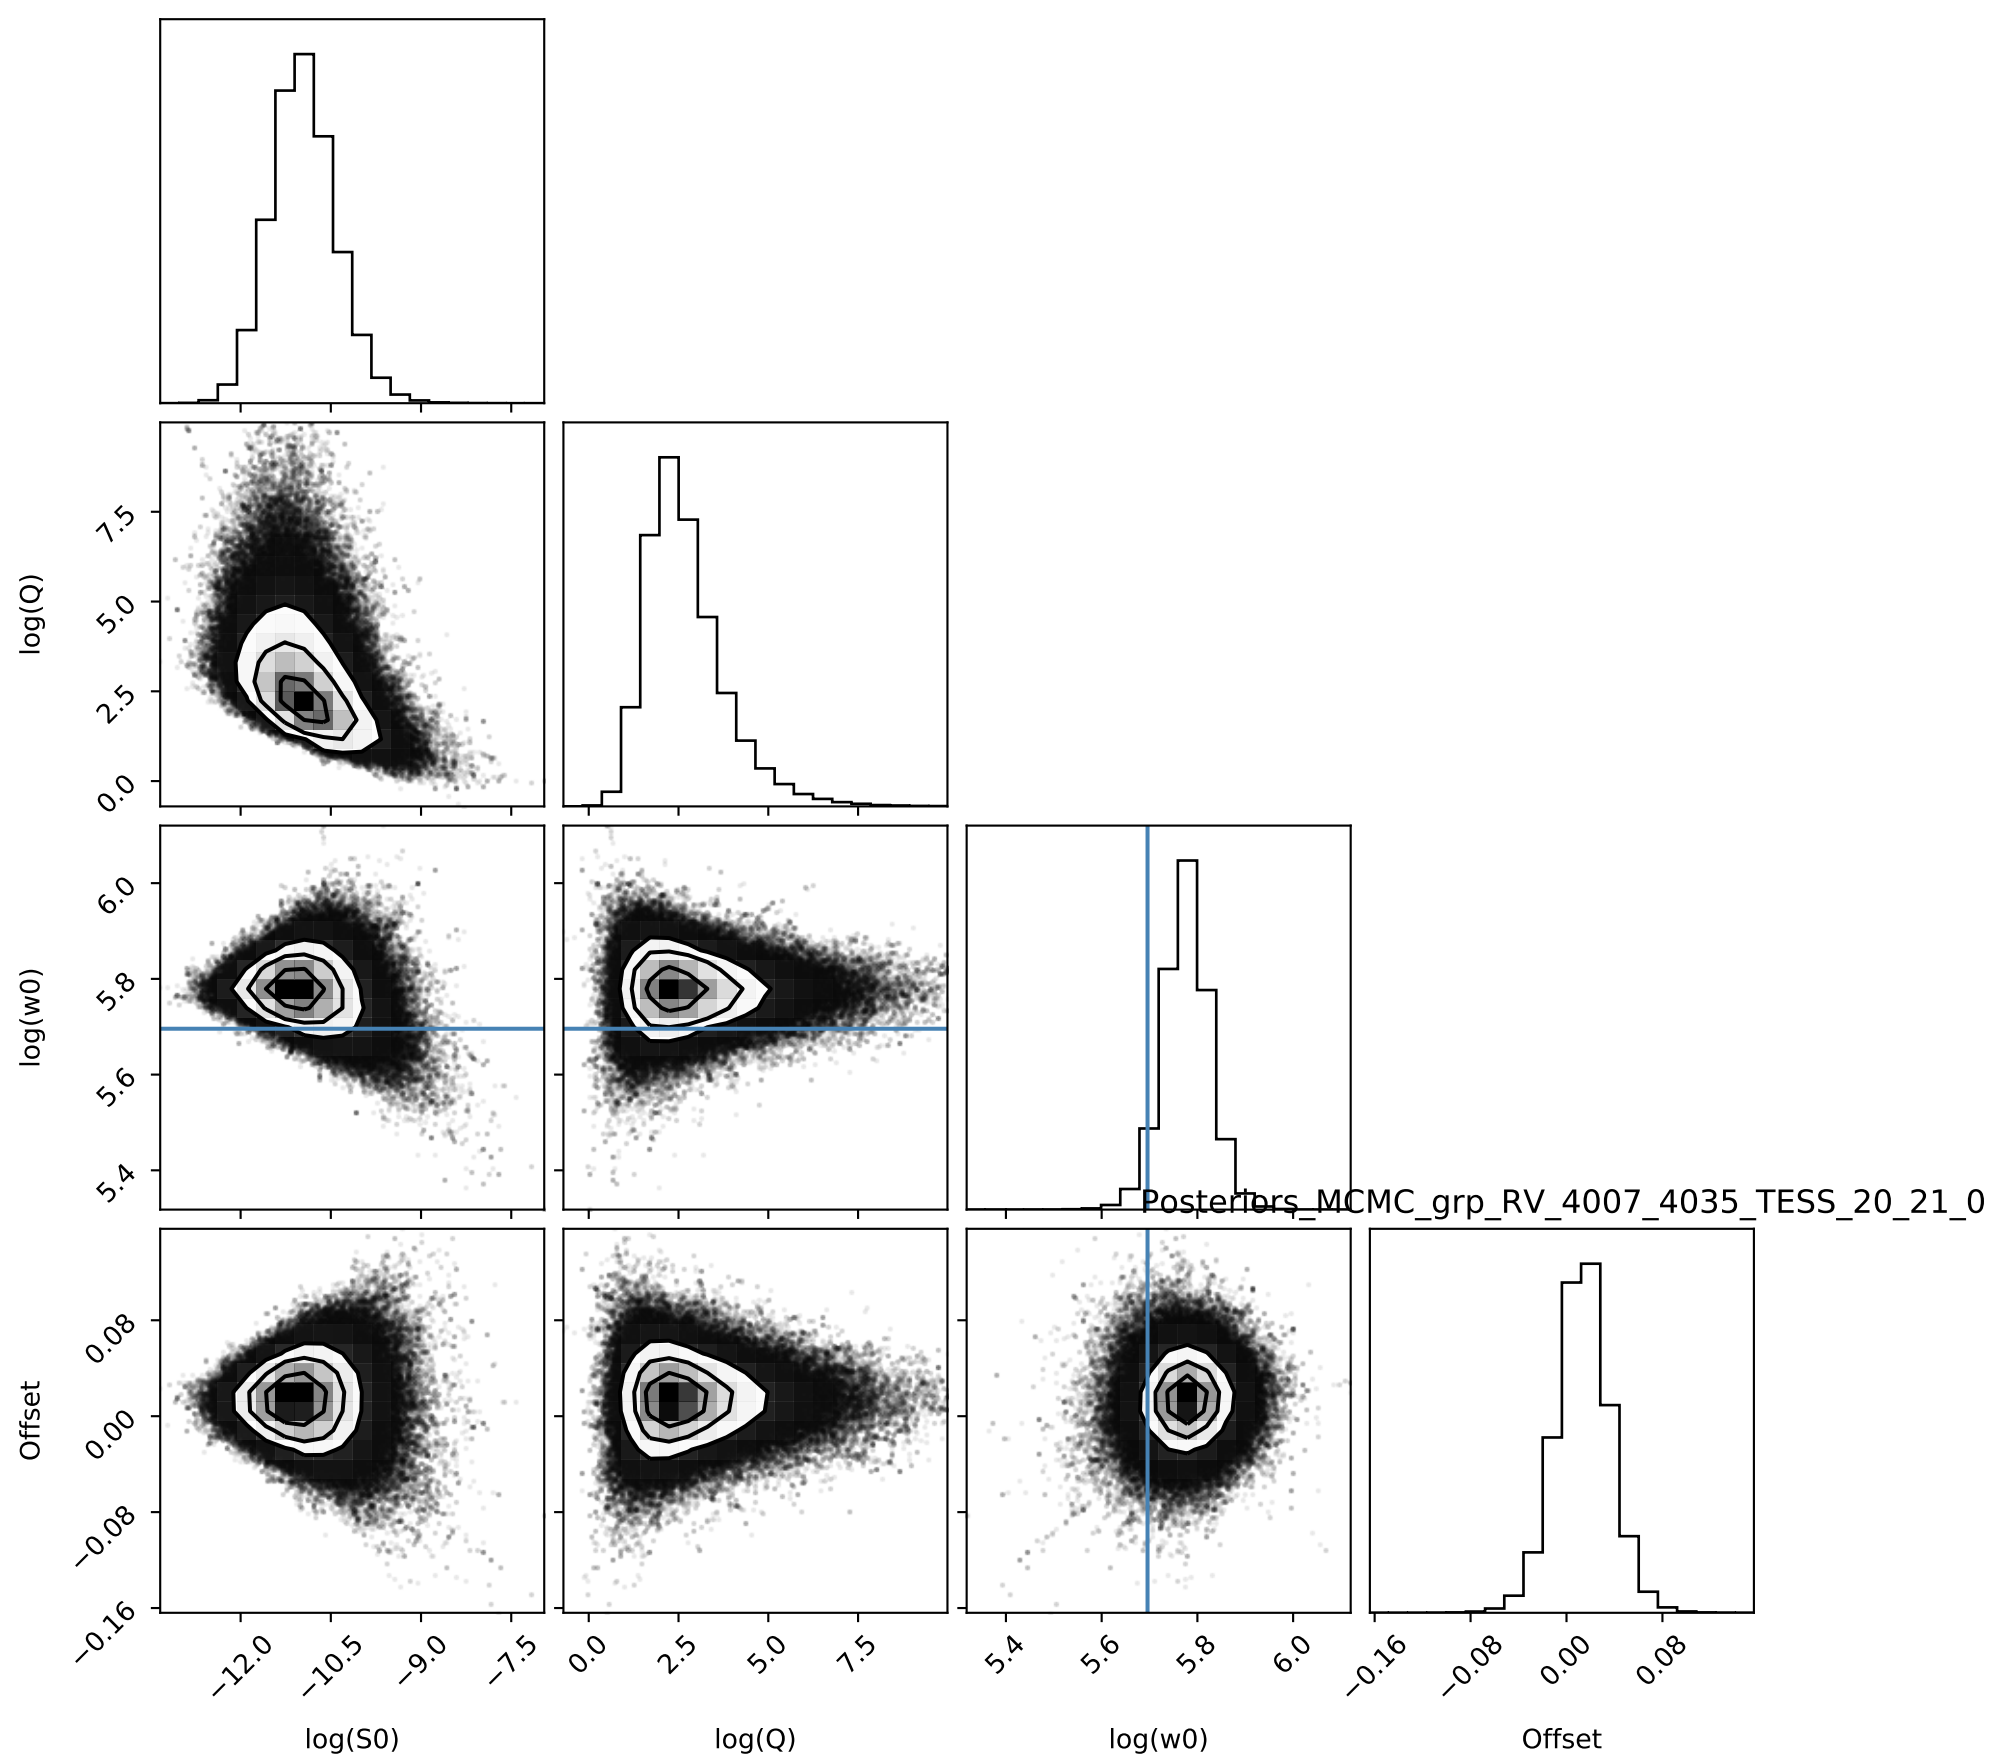 7.5
5.0
2.5
0.0
log(Q)
6.0
5.8
5.6
5.4
log(w0)
Posteriors_MCMC_grp_RV_4007_4035_TESS_20_21_0
0.08
0.00
−0.08
−0.16
Offset
−12.0 −10.5 −9.0 −7.5 0.0 2.5 5.0 7.5 5.4 5.6 5.8 6.0 −0.16 −0.08 0.00 0.08
log(S0) log(Q) log(w0) Offset